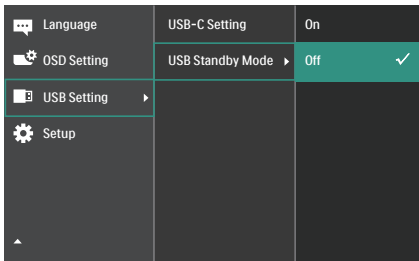 Language
OSD Setting
USB Setting
Setup
USB-C Setting
USB Standby Mode
On
Off